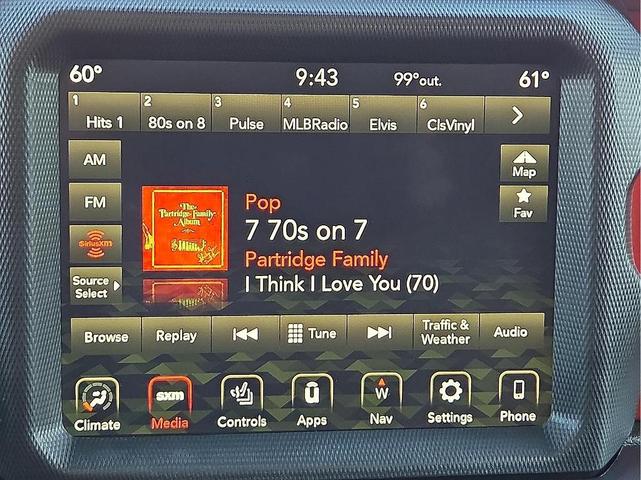 60° 9:43 99°out. 61°
1 Hits 1 2 80s on 8 3 Pulse 4 MLBRadio 5 Elvis 6 ClsVinyl
AM
Map
FM
Fav
The
Partridge Family
Album
Pop
7 70s on 7
Partridge Family
I Think I Love You (70)
SiriusXM
Source
Select
Browse Replay Tune Traffic & Weather Audio
sxm ū W
Climate Media Controls Apps Nav Settings Phone